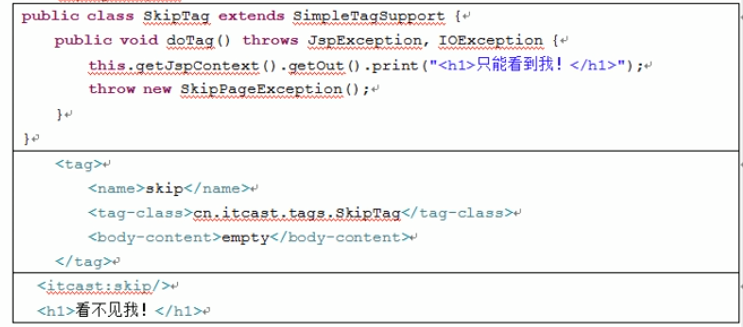 public class SkipTag extends SimpleTagSupport {
public void doTag() throws JspException, IOException {
this.getJspContext().getOut().print("<h1>只能看到我！</h1>");
throw new SkipPageException();
}
}
<tag>
<name>skip</name>
<tag-class>cn.itcast.tags.SkipTag</tag-class>
<body-content>empty</body-content>
</tag>
<itcast:skip/>
<h1>看不见我！</h1>